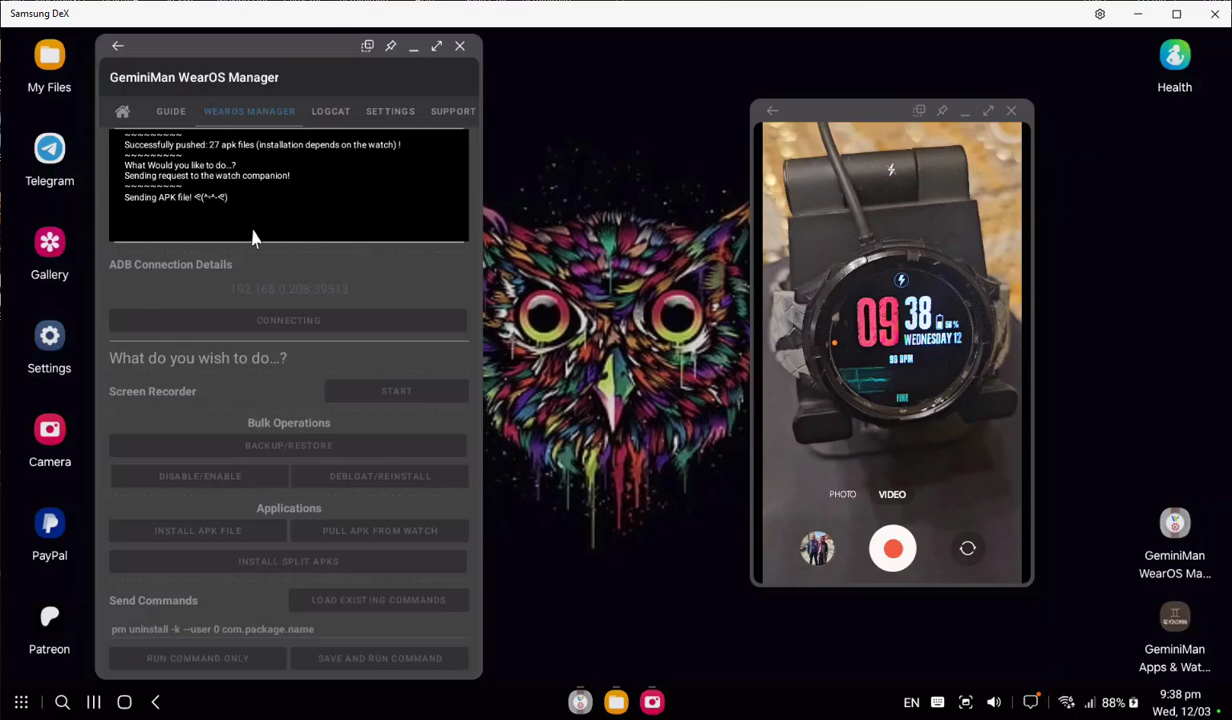 Samsung DeX
My Files
Telegram
Gallery
Settings
Camera
PayPal
Patreon
GeminiMan WearOS Manager
GUIDE
WEAROS MANAGER
LOGCAT
SETTINGS
SUPPORT
~~~~~~~~~
Successfully pushed: 27 apk files (installation depends on the watch) !
~~~~~~~~~
What Would you like to do...?
Sending request to the watch companion!
~~~~~~~~~
ADB Connection Details
192.168.0.208:39513
CONNECTING
What do you wish to do...?
Screen Recorder
START
Bulk Operations
BACKUP/RESTORE
DISABLE/ENABLE
DEBLOAT/REINSTALL
Applications
INSTALL APK FILE
PULL APK FROM WATCH
INSTALL SPLIT APKS
Send Commands
LOAD EXISTING COMMANDS
pm uninstall -k --user 0 com.package.name
RUN COMMAND ONLY
SAVE AND RUN COMMAND
09
38
WEDNESDAY 12
FINE
PHOTO
VIDEO
Health
GeminiMan
WearOS Ma...
GeminiMan
Apps & Wat...
EN
88%
9:38 pm
Wed, 12/03